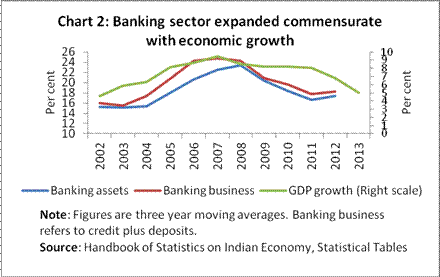 Chart 2: Banking sector expanded commensurate
with economic growth
26
24
22
20
18
16
14
12
10
Per cent
10
9
8
7
6
5
4
3
2
1
0
Per cent
2002 2003 2004 2005 2006 2007 2008 2009 2010 2011 2012 2013
Banking assets Banking business GDP growth (Right scale)
Note: Figures are three year moving averages. Banking business
refers to credit plus deposits.
Source: Handbook of Statistics on Indian Economy, Statistical Tables